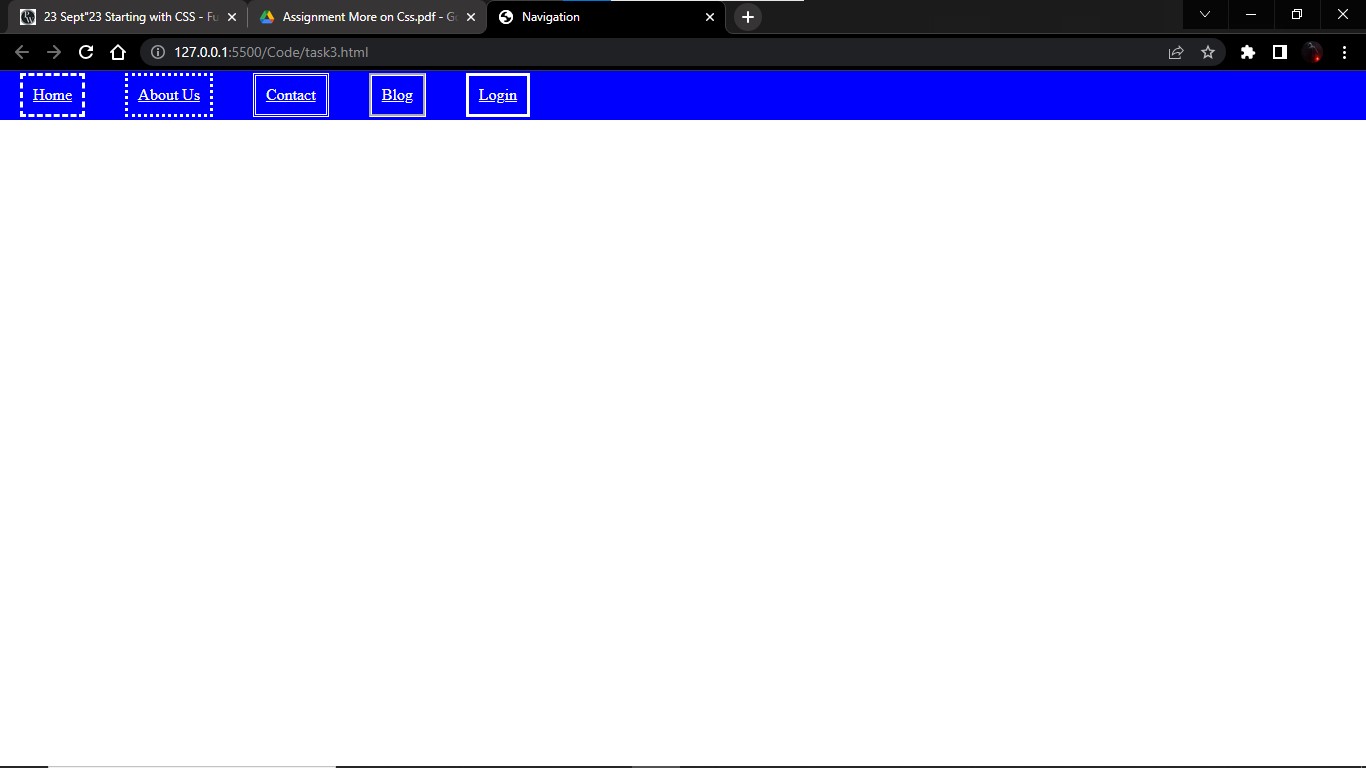 23 Sept"23 Starting with CSS - Fu
Assignment More on Css.pdf - Go
Navigation
127.0.0.1:5500/Code/task3.html
Home About Us Contact Blog Login